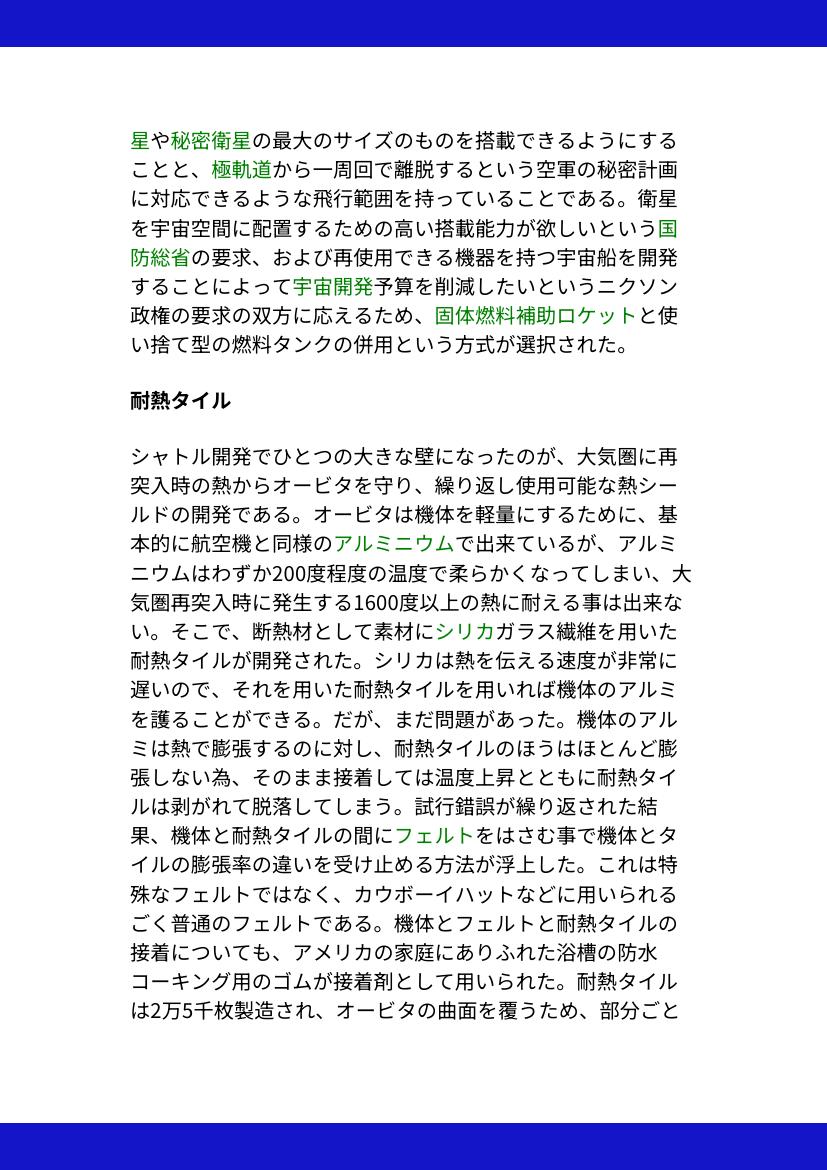 星や秘密衛星の最大のサイズのものを搭載できるようにする
ことと、極軌道から一周回で離脱するという空軍の秘密計画
に対応できるような飛行範囲を持っていることである。衛星
を宇宙空間に配置するための高い搭載能力が欲しいという国
防総省の要求、および再使用できる機器を持つ宇宙船を開発
することによって宇宙開発予算を削減したいというニクソン
政権の要求の双方に応えるため、固体燃料補助ロケットと使
い捨て型の燃料タンクの併用という方式が選択された。
耐熱タイル
シャトル開発でひとつの大きな壁になったのが、大気圏に再
突入時の熱からオービタを守り、繰り返し使用可能な熱シー
ルドの開発である。オービタは機体を軽量にするために、基
本的に航空機と同様のアルミニウムで出来ているが、アルミ
ニウムはわずか200度程度の温度で柔らかくなってしまい、大
気圏再突入時に発生する1600度以上の熱に耐える事は出来な
い。そこで、断熱材として素材にシリカガラス繊維を用いた
耐熱タイルが開発された。シリカは熱を伝える速度が非常に
遅いので、それを用いた耐熱タイルを用いれば機体のアルミ
を護ることができる。だが、まだ問題があった。機体のアル
ミは熱で膨張するのに対し、耐熱タイルのほうはほとんど膨
張しない為、そのまま接着しては温度上昇とともに耐熱タイ
ルは剥がれて脱落してしまう。試行錯誤が繰り返された結
果、機体と耐熱タイルの間にフェルトをはさむ事で機体とタ
イルの膨張率の違いを受け止める方法が浮上した。これは特
殊なフェルトではなく、カウボーイハットなどに用いられる
ごく普通のフェルトである。機体とフェルトと耐熱タイルの
接着についても、アメリカの家庭にありふれた浴槽の防水
コーキング用のゴムが接着剤として用いられた。耐熱タイル
は2万5千枚製造され、オービタの曲面を覆うため、部分ごと